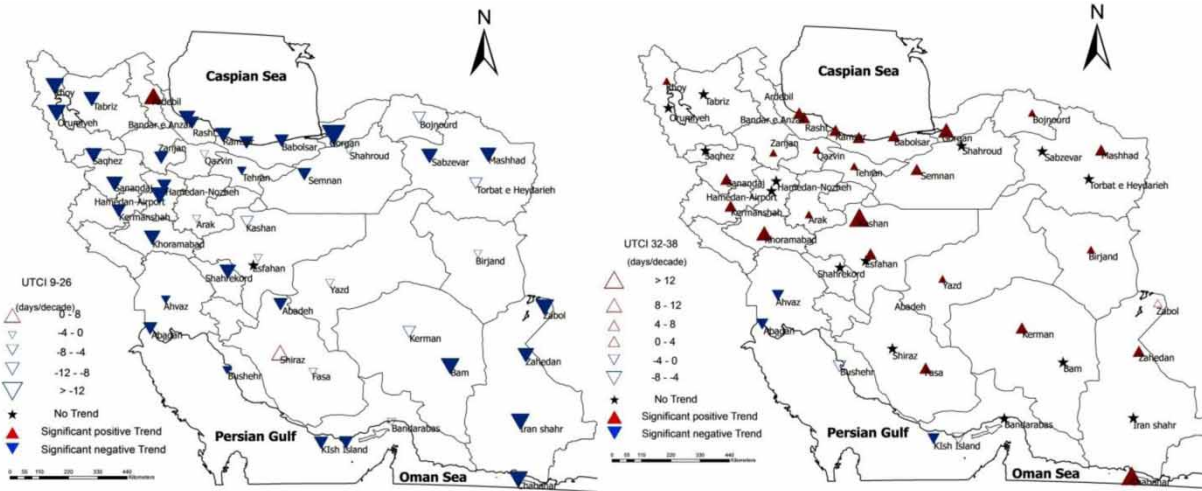 N
Caspian Sea
Khoy
Tabriz
Ardebil
Orumiyeh
Bandar e.Anzali
Rasht
Ramsar
Babolsar
Gorgan
Bojnourd
Shahroud
Saqhez
Zanjan
Qazvin
Tehran
Semnan
Sabzevar
Mashhad
Torbat e Heydarieh
Sanandaj
Hamedan-Nozheh
Hamedan-Airport
Kermanshah
Arak
Kashan
Khoramabad
Shahrekord
Esfahan
Birjand
Yazd
Ahvaz
Abadeh
Zabol
Abadan
Kerman
Shiraz
Fasa
Bam
Zahedan
Bushehr
Iran shahr
Bandarabas
KIsh Island
Chabahar
Persian Gulf
Oman Sea
UTCI 9-26
(days/decade)
0 - 8
-4 - 0
-8 - -4
-12 - -8
> -12
No Trend
Significant positive Trend
Significant negative Trend
Kilometers
N
Caspian Sea
Khoy
Tabriz
Ardebil
Orumiyeh
Bandar e.Anzali
Rasht
Ramsar
Babolsar
Gorgan
Bojnourd
Shahroud
Saqhez
Zanjan
Qazvin
Tehran
Semnan
Sabzevar
Mashhad
Torbat e Heydarieh
Sanandaj
Hamedan-Nozheh
Hamedan-Airport
Kermanshah
Arak
Kashan
Khoramabad
Shahrekord
Esfahan
Birjand
Yazd
Ahvaz
Abadeh
Zabol
Abadan
Kerman
Shiraz
Fasa
Bam
Zahedan
Bushehr
Iran shahr
Bandarabas
KIsh Island
Chabahar
Persian Gulf
Oman Sea
UTCI 32-38
(days/decade)
> 12
8 - 12
4 - 8
0 - 4
-4 - 0
-8 - -4
No Trend
Significant positive Trend
Significant negative Trend
Kilometers